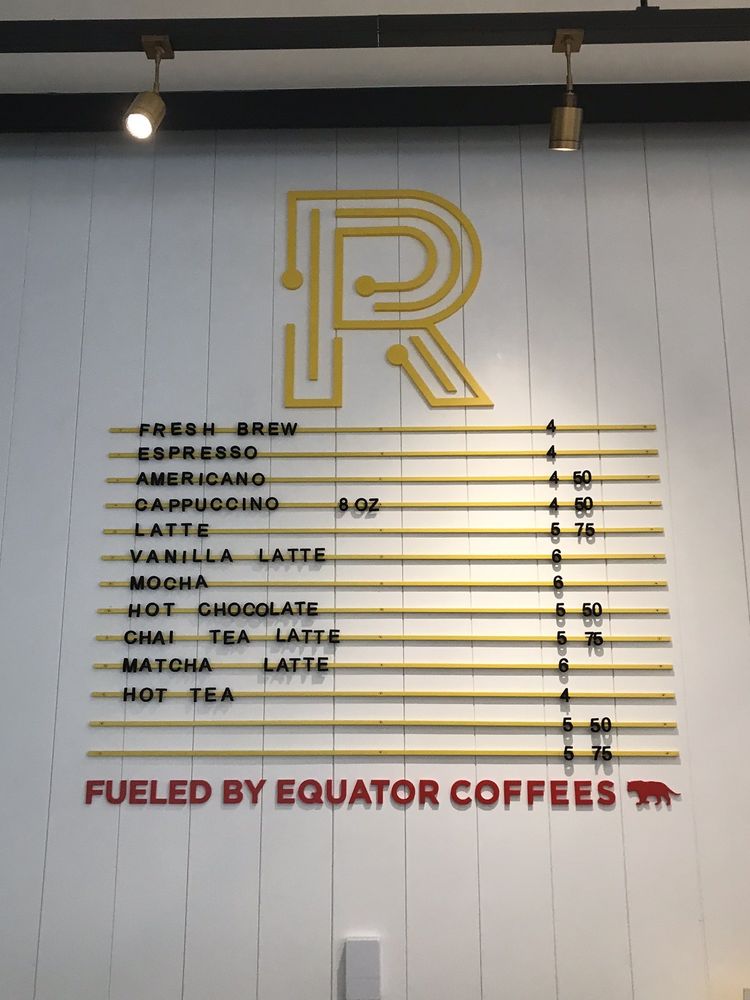 R
FRESH BREW 4
ESPRESSO 4
AMERICANO 4 50
CAPPUCCINO 8 OZ 4 50
LATTE 5 75
VANILLA LATTE 6
MOCHA 6
HOT CHOCOLATE 5 50
CHAI TEA LATTE 5 75
MATCHA LATTE 6
HOT TEA 4
5 50
5 75
FUELED BY EQUATOR COFFEES